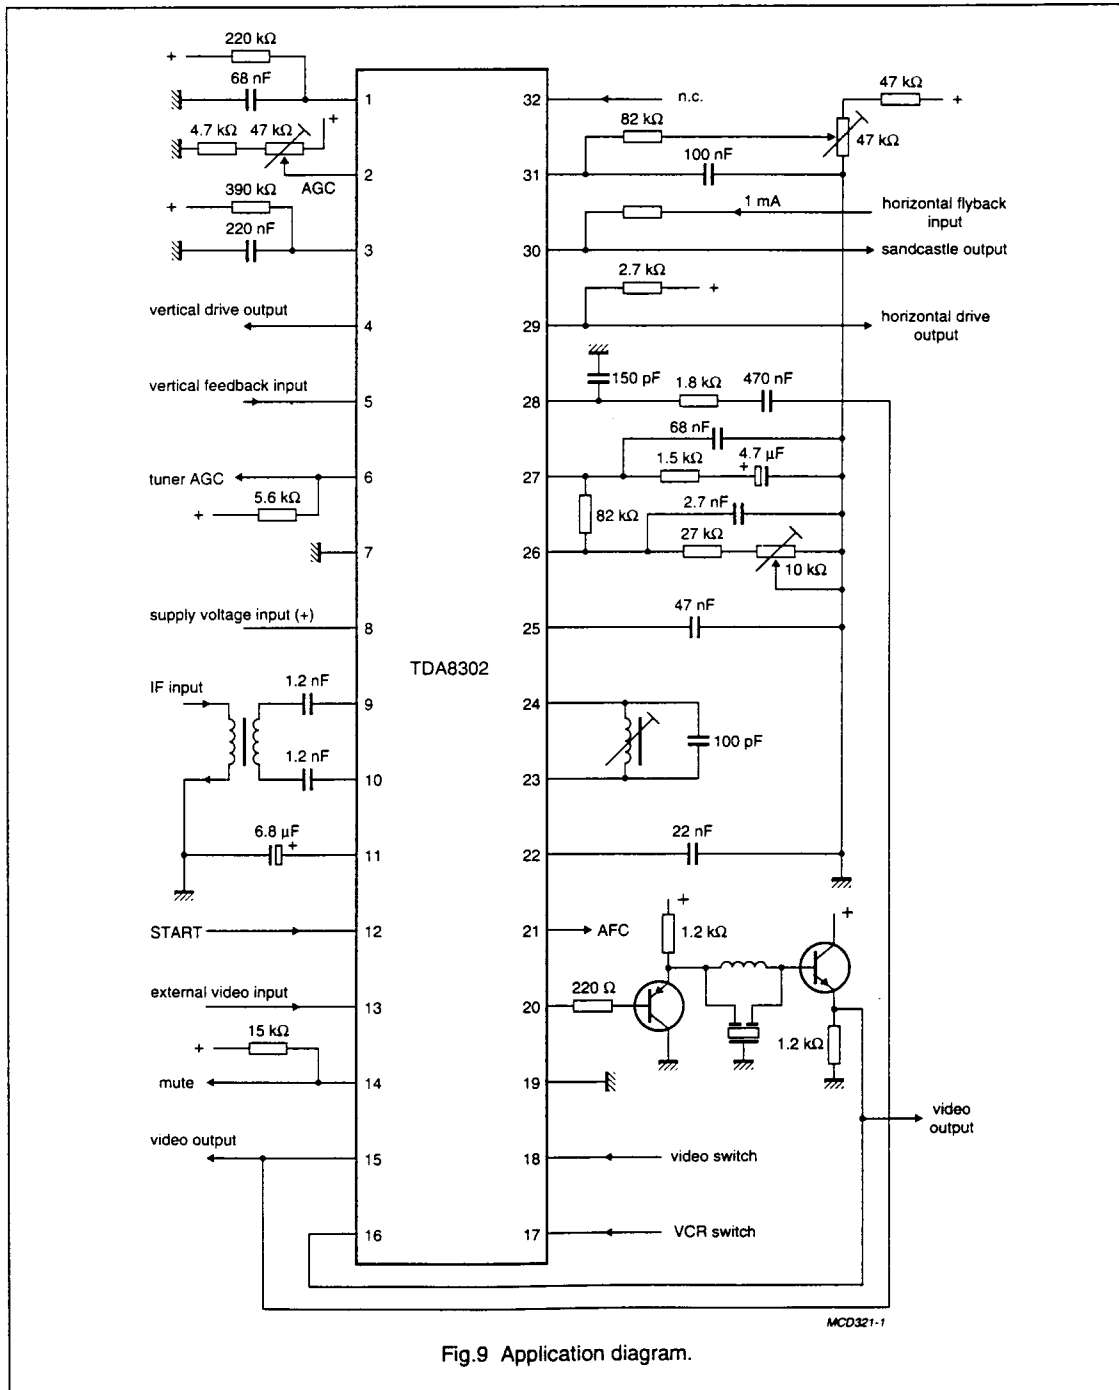 220 kΩ
+
68 nF
1
4.7 kΩ
47 kΩ
+
2
AGC
390 kΩ
+
220 nF
3
vertical drive output
4
vertical feedback input
5
tuner AGC
6
5.6 kΩ
+
7
supply voltage input (+)
8
IF input
1.2 nF
9
1.2 nF
10
6.8 µF
+
11
START
12
external video input
13
15 kΩ
+
mute
14
video output
15
16
TDA8302
32
n.c.
47 kΩ
+
82 kΩ
47 kΩ
100 nF
31
1 mA
horizontal flyback
input
30
sandcastle output
2.7 kΩ
+
29
horizontal drive
output
150 pF
1.8 kΩ
470 nF
28
68 nF
1.5 kΩ
4.7 µF
+
27
82 kΩ
2.7 nF
27 kΩ
26
10 kΩ
47 nF
25
24
100 pF
23
22 nF
22
21
AFC
+
1.2 kΩ
+
220 Ω
20
1.2 kΩ
19
video
output
18
video switch
17
VCR switch
MCD321-1
Fig.9 Application diagram.